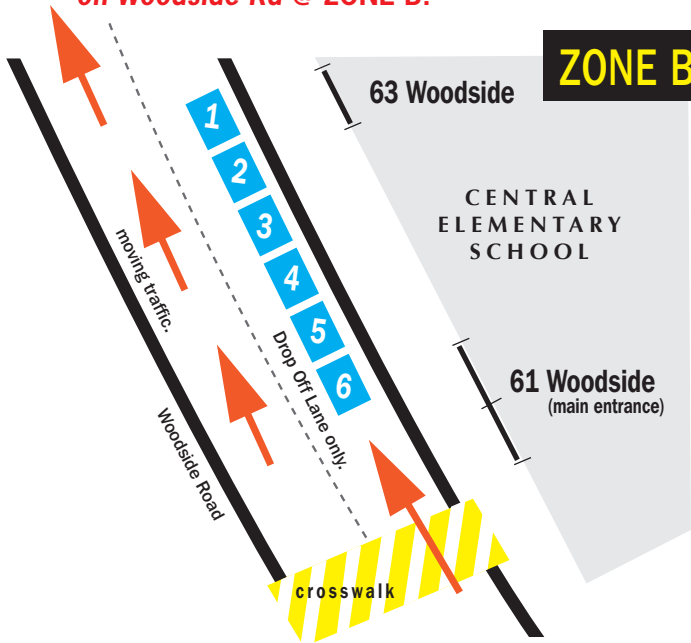 on Woodside Rd @ ZONE B.
ZONE B
63 Woodside
1
2
3
4
5
6
CENTRAL
ELEMENTARY
SCHOOL
moving traffic.
Drop Off Lane only.
61 Woodside
(main entrance)
Woodside Road
crosswalk